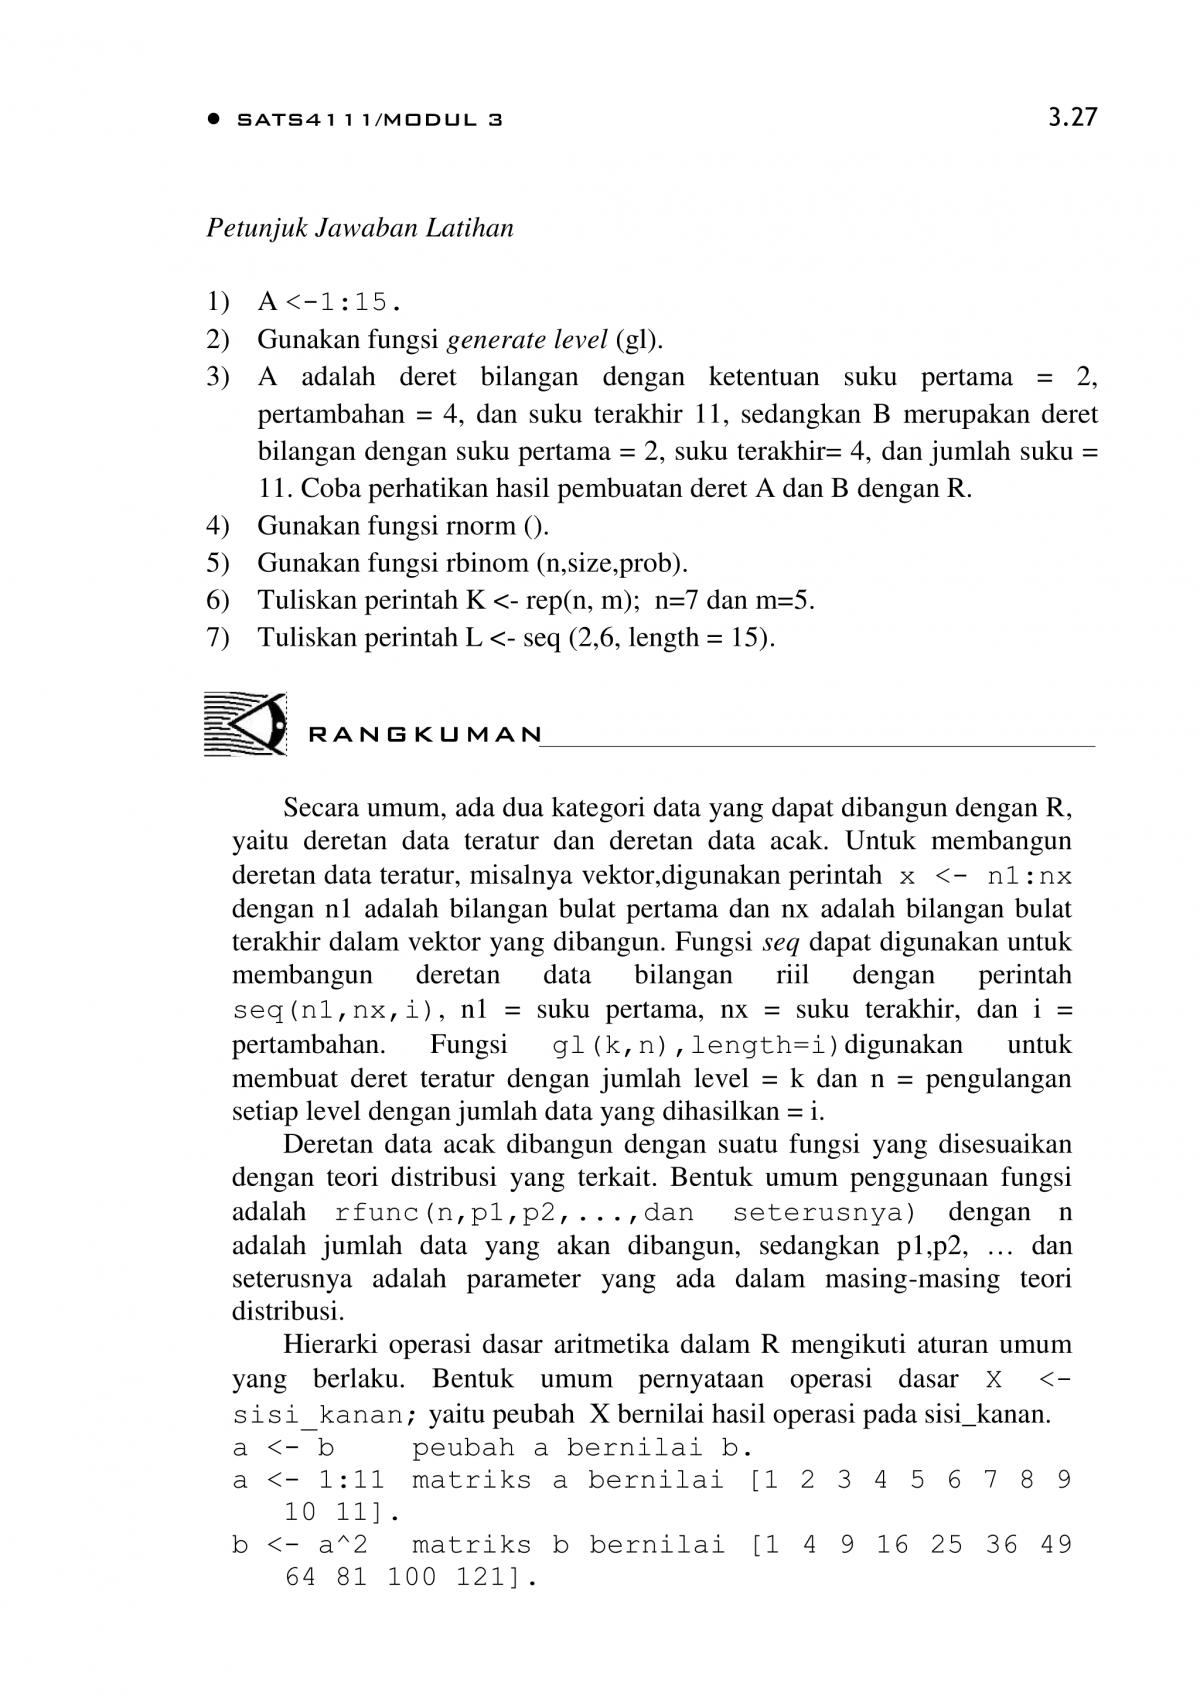 ● SATS4111/MODUL 3 3.27
Petunjuk Jawaban Latihan
1) A <-1:15.
2) Gunakan fungsi generate level (gl).
3) A adalah deret bilangan dengan ketentuan suku pertama = 2,
pertambahan = 4, dan suku terakhir 11, sedangkan B merupakan deret
bilangan dengan suku pertama = 2, suku terakhir= 4, dan jumlah suku =
11. Coba perhatikan hasil pembuatan deret A dan B dengan R.
4) Gunakan fungsi rnorm ().
5) Gunakan fungsi rbinom (n,size,prob).
6) Tuliskan perintah K <- rep(n, m); n=7 dan m=5.
7) Tuliskan perintah L <- seq (2,6, length = 15).
RANGKUMAN
Secara umum, ada dua kategori data yang dapat dibangun dengan R,
yaitu deretan data teratur dan deretan data acak. Untuk membangun
deretan data teratur, misalnya vektor,digunakan perintah x <- n1:nx
dengan n1 adalah bilangan bulat pertama dan nx adalah bilangan bulat
terakhir dalam vektor yang dibangun. Fungsi seq dapat digunakan untuk
membangun deretan data bilangan riil dengan perintah
seq(n1,nx,i), n1 = suku pertama, nx = suku terakhir, dan i =
pertambahan. Fungsi gl(k,n),length=i)digunakan untuk
membuat deret teratur dengan jumlah level = k dan n = pengulangan
setiap level dengan jumlah data yang dihasilkan = i.
Deretan data acak dibangun dengan suatu fungsi yang disesuaikan
dengan teori distribusi yang terkait. Bentuk umum penggunaan fungsi
adalah rfunc(n,p1,p2,...,dan seterusnya) dengan n
adalah jumlah data yang akan dibangun, sedangkan p1,p2, … dan
seterusnya adalah parameter yang ada dalam masing-masing teori
distribusi.
Hierarki operasi dasar aritmetika dalam R mengikuti aturan umum
yang berlaku. Bentuk umum pernyataan operasi dasar X <-
sisi_kanan; yaitu peubah X bernilai hasil operasi pada sisi_kanan.
a <- b peubah a bernilai b.
a <- 1:11 matriks a bernilai [1 2 3 4 5 6 7 8 9
10 11].
b <- a^2 matriks b bernilai [1 4 9 16 25 36 49
64 81 100 121].